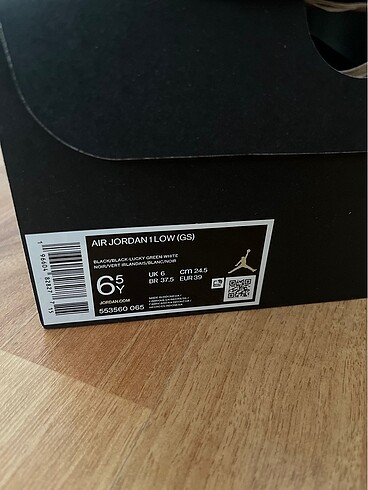 AIR JORDAN 1 LOW (GS)
BLACK/BLACK-LUCKY GREEN-WHITE
NOIR/VERT IRLANDAIS/BLANC/NOIR
6.5Y
UK 6
cm 24.5
BR 37.5
EUR 39
JORDAN.COM
553560 065